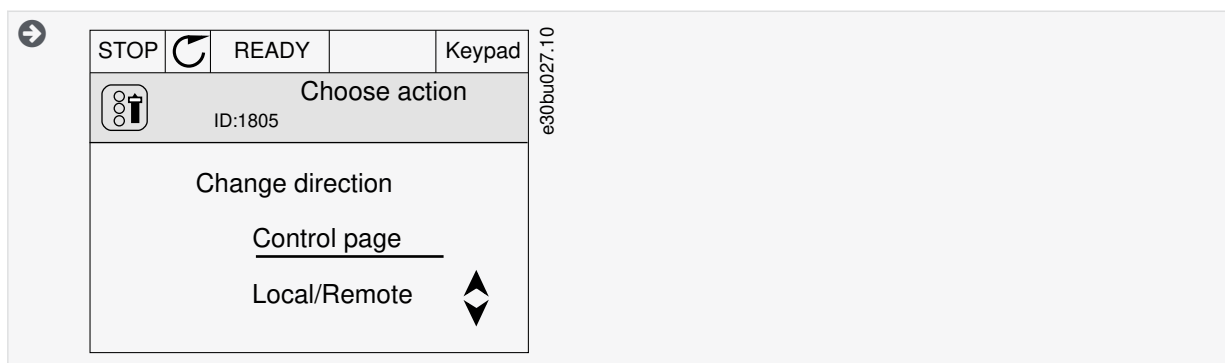 STOP READY Keypad
Choose action
ID:1805
Change direction
Control page
Local/Remote
e30bu027.10